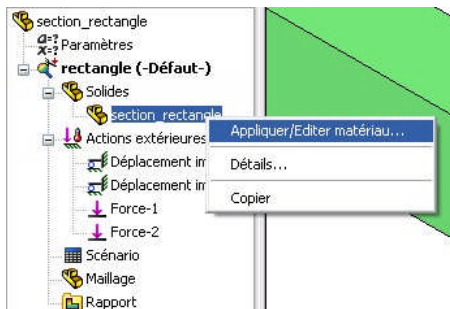 section_rectangle
Paramètres
rectangle (-Défaut-)
Solides
section_rectangle
Appliquer/Editer matériau...
Actions extérieures
Détails...
Déplacement im
Déplacement im
Copier
Force-1
Force-2
Scénario
Maillage
Rapport